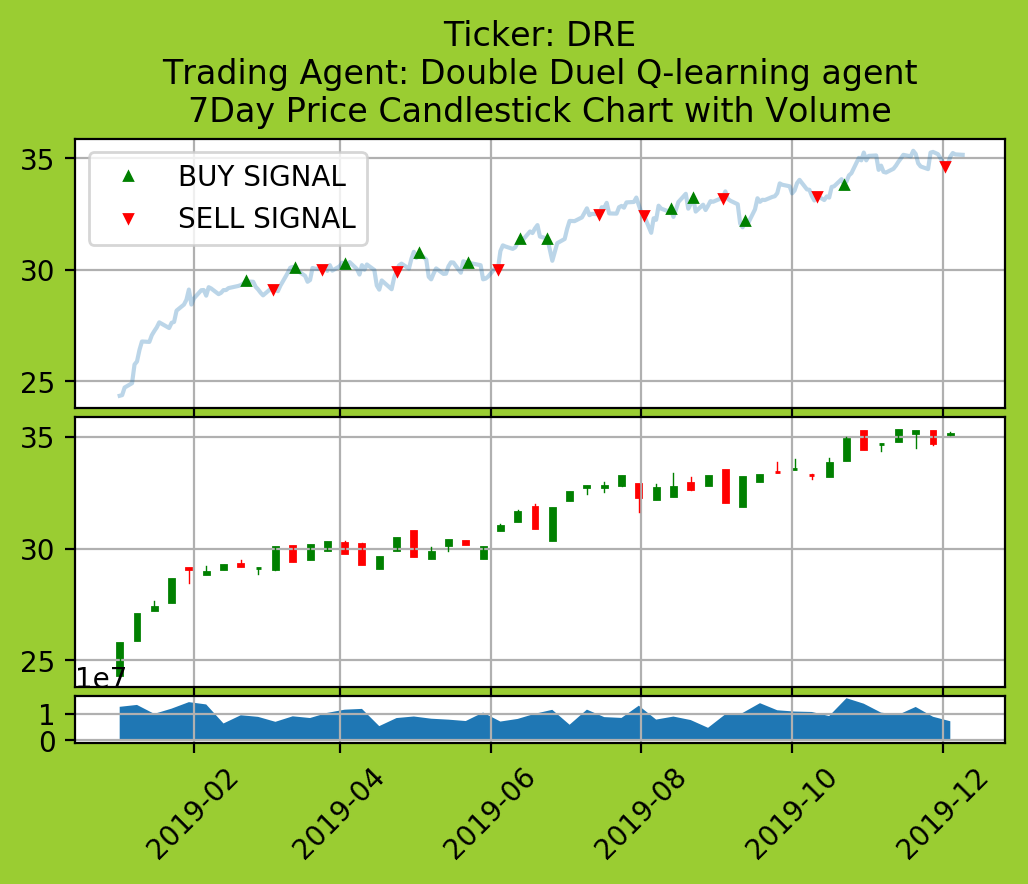 Ticker: DRE
Trading Agent: Double Duel Q-learning agent
7Day Price Candlestick Chart with Volume
35
30
25
BUY SIGNAL
SELL SIGNAL
35
30
25
1e7
1
0
2019-02
2019-04
2019-06
2019-08
2019-10
2019-12